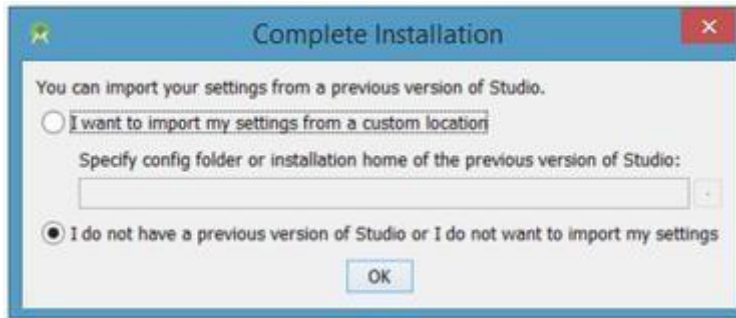 Complete Installation
You can import your settings from a previous version of Studio.
I want to import my settings from a custom location
Specify config folder or installation home of the previous version of Studio:
I do not have a previous version of Studio or I do not want to import my settings
OK